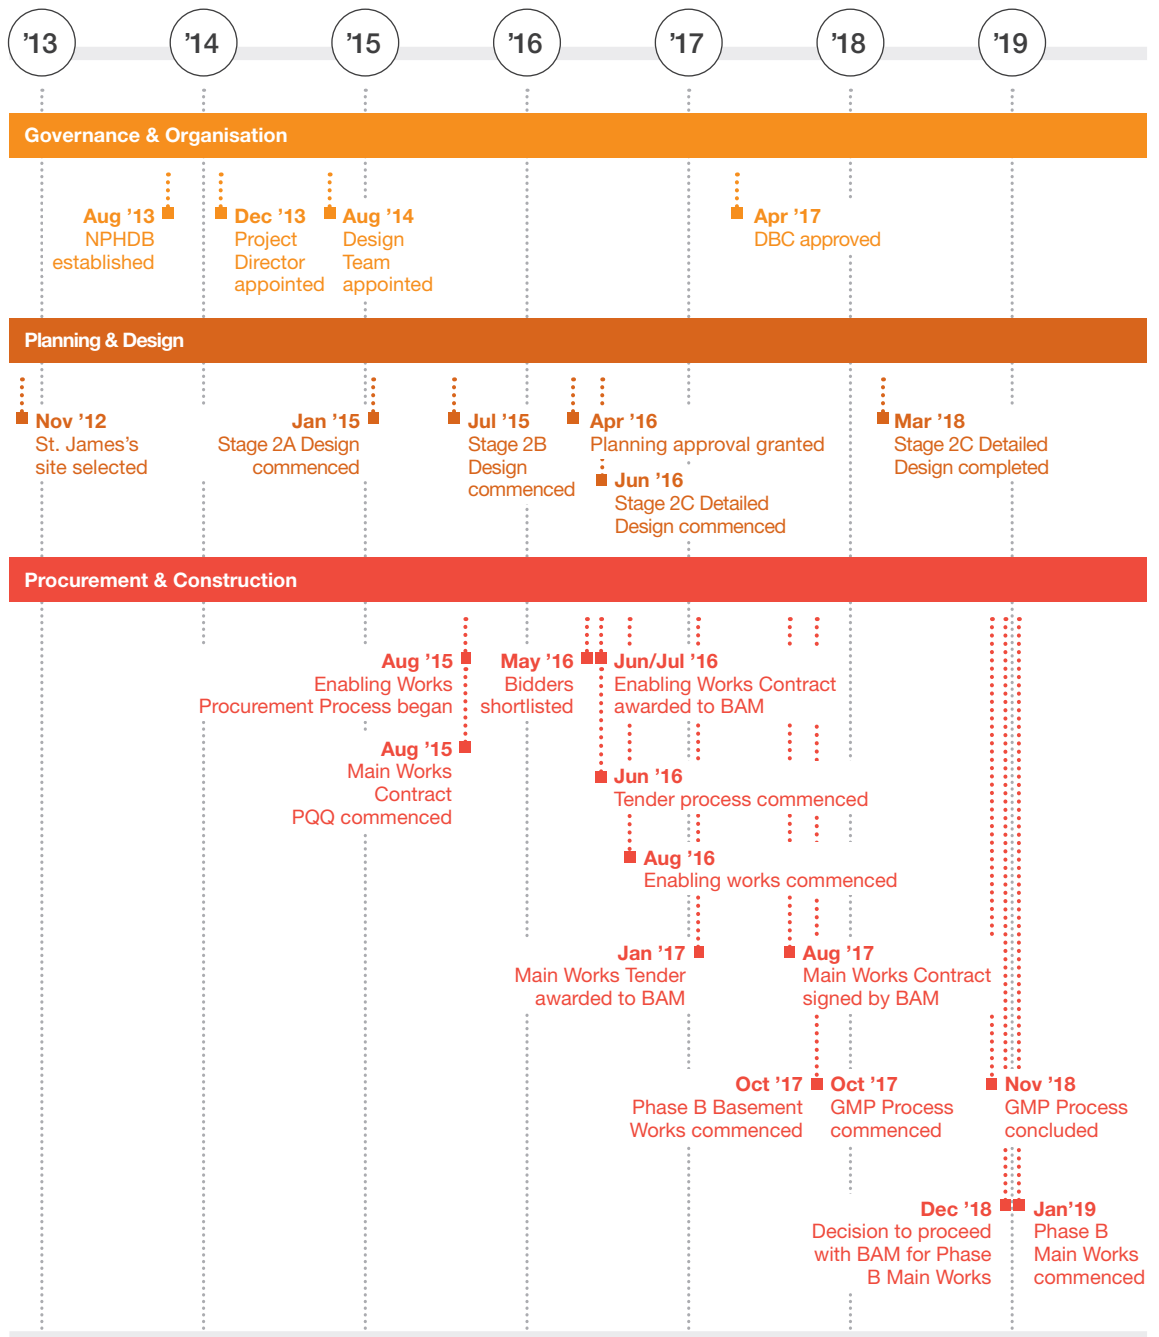 ’13
’14
’15
’16
’17
’18
’19
Governance & Organisation
Aug ’13
NPHDB
established
Dec ’13
Project
Director
appointed
Aug ’14
Design
Team
appointed
Apr ’17
DBC approved
Planning & Design
Nov ’12
St. James’s
site selected
Jan ’15
Stage 2A Design
commenced
Jul ’15
Stage 2B
Design
commenced
Apr ’16
Planning approval granted
Jun ’16
Stage 2C Detailed
Design commenced
Mar ’18
Stage 2C Detailed
Design completed
Procurement & Construction
Aug ’15
Enabling Works
Procurement Process began
May ’16
Bidders
shortlisted
Jun/Jul ’16
Enabling Works Contract
awarded to BAM
Aug ’15
Main Works
Contract
PQQ commenced
Jun ’16
Tender process commenced
Aug ’16
Enabling works commenced
Jan ’17
Main Works Tender
awarded to BAM
Aug ’17
Main Works Contract
signed by BAM
Oct ’17
Phase B Basement
Works commenced
Oct ’17
GMP Process
commenced
Nov ’18
GMP Process
concluded
Dec ’18
Decision to proceed
with BAM for Phase
B Main Works
Jan’19
Phase B
Main Works
commenced